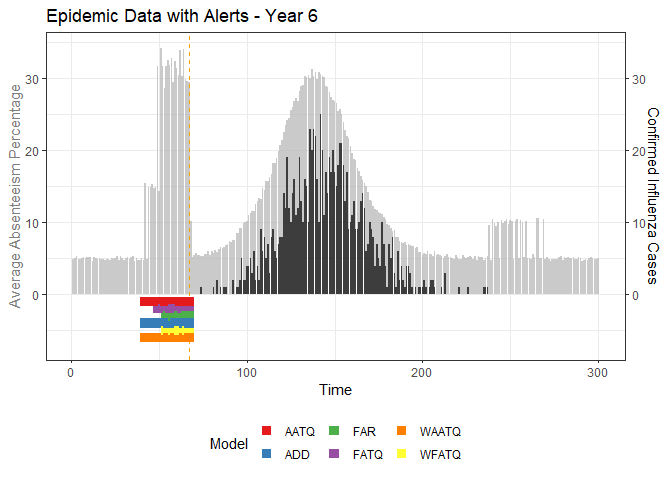 Epidemic Data with Alerts - Year 6
Average Absenteeism Percentage
30
20
10
0
30
20
10
0
Confirmed Influenza Cases
0 100 200 300
Time
Model
AATQ FAR WAATQ
ADD FATQ WFATQ